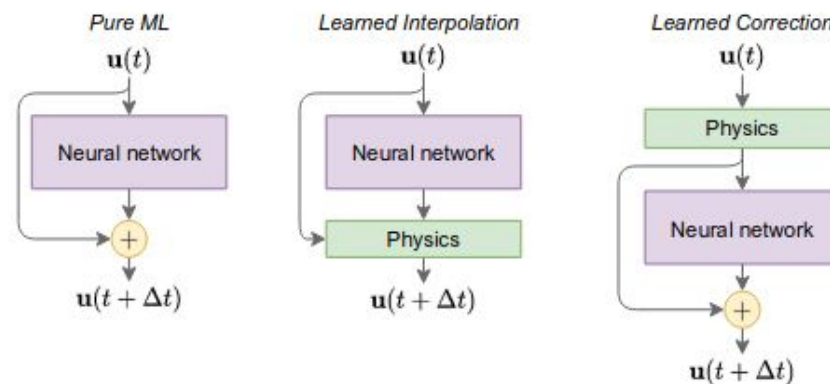 Pure ML
u(t)
Neural network
+
u(t + Δt)
Learned Interpolation
u(t)
Neural network
Physics
u(t + Δt)
Learned Correction
u(t)
Physics
Neural network
+
u(t + Δt)